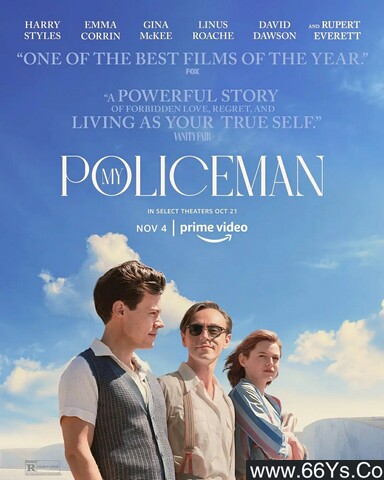 HARRY STYLES EMMA CORRIN GINA McKEE LINUS ROACHE DAVID DAWSON AND RUPERT EVERETT
“ONE OF THE BEST FILMS OF THE YEAR.”
FOX
“A POWERFUL STORY
OF FORBIDDEN LOVE, REGRET, AND
LIVING AS YOUR TRUE SELF.”
VANITY FAIR
MY POLICEMAN
IN SELECT THEATERS OCT 21
NOV 4 | prime video
R
www.66Ys.Co